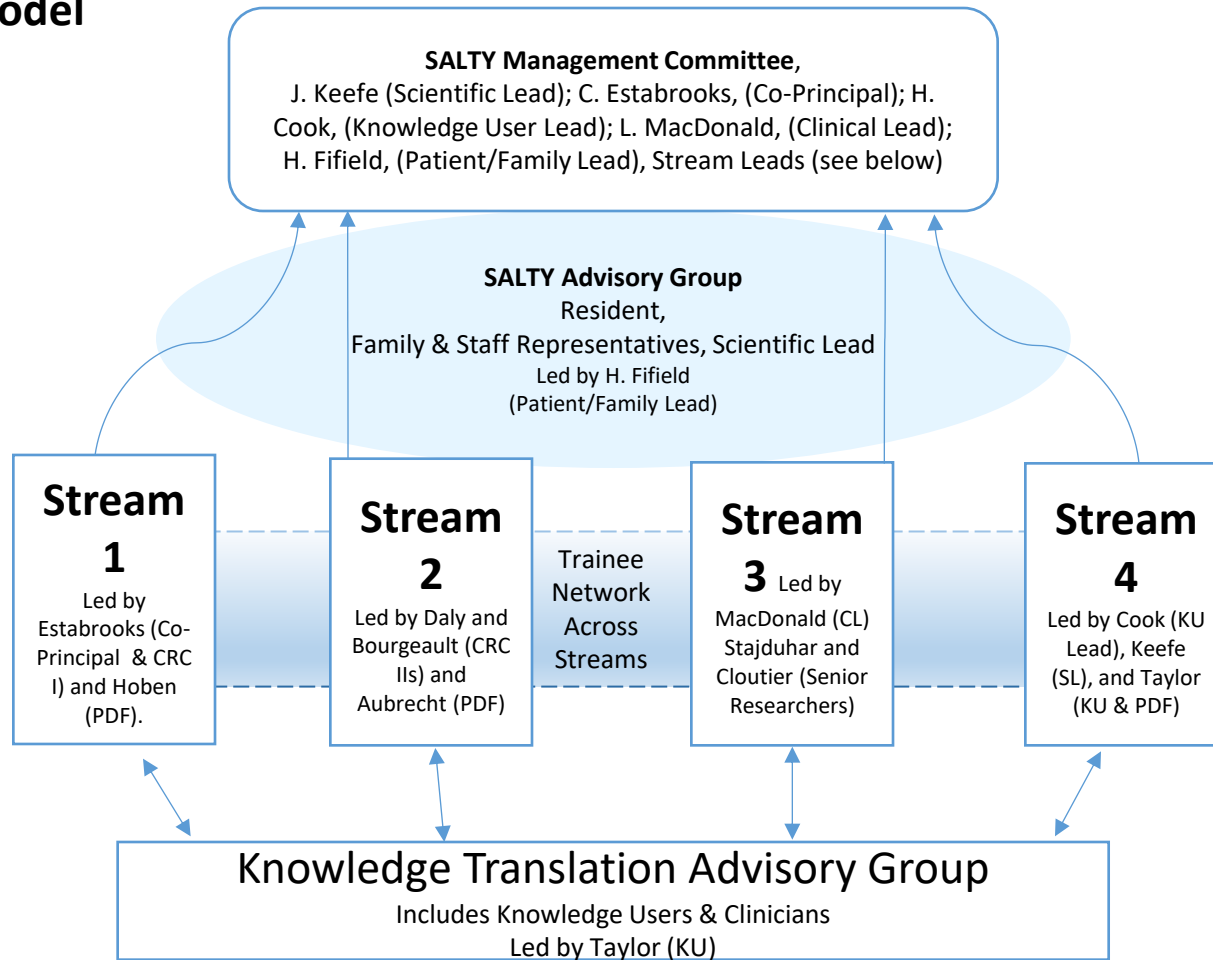 odel
SALTY Management Committee,
J. Keefe (Scientific Lead); C. Estabrooks, (Co-Principal); H.
Cook, (Knowledge User Lead); L. MacDonald, (Clinical Lead);
H. Fifield, (Patient/Family Lead), Stream Leads (see below)
SALTY Advisory Group
Resident,
Family & Staff Representatives, Scientific Lead
Led by H. Fifield
(Patient/Family Lead)
Stream
1
Led by
Estabrooks (Co-
Principal & CRC
I) and Hoben
(PDF).
Stream
2
Led by Daly and
Bourgeault (CRC
IIs) and
Aubrecht (PDF)
Trainee
Network
Across
Streams
Stream
3 Led by
MacDonald (CL)
Stajduhar and
Cloutier (Senior
Researchers)
Stream
4
Led by Cook (KU
Lead), Keefe
(SL), and Taylor
(KU & PDF)
Knowledge Translation Advisory Group
Includes Knowledge Users & Clinicians
Led by Taylor (KU)